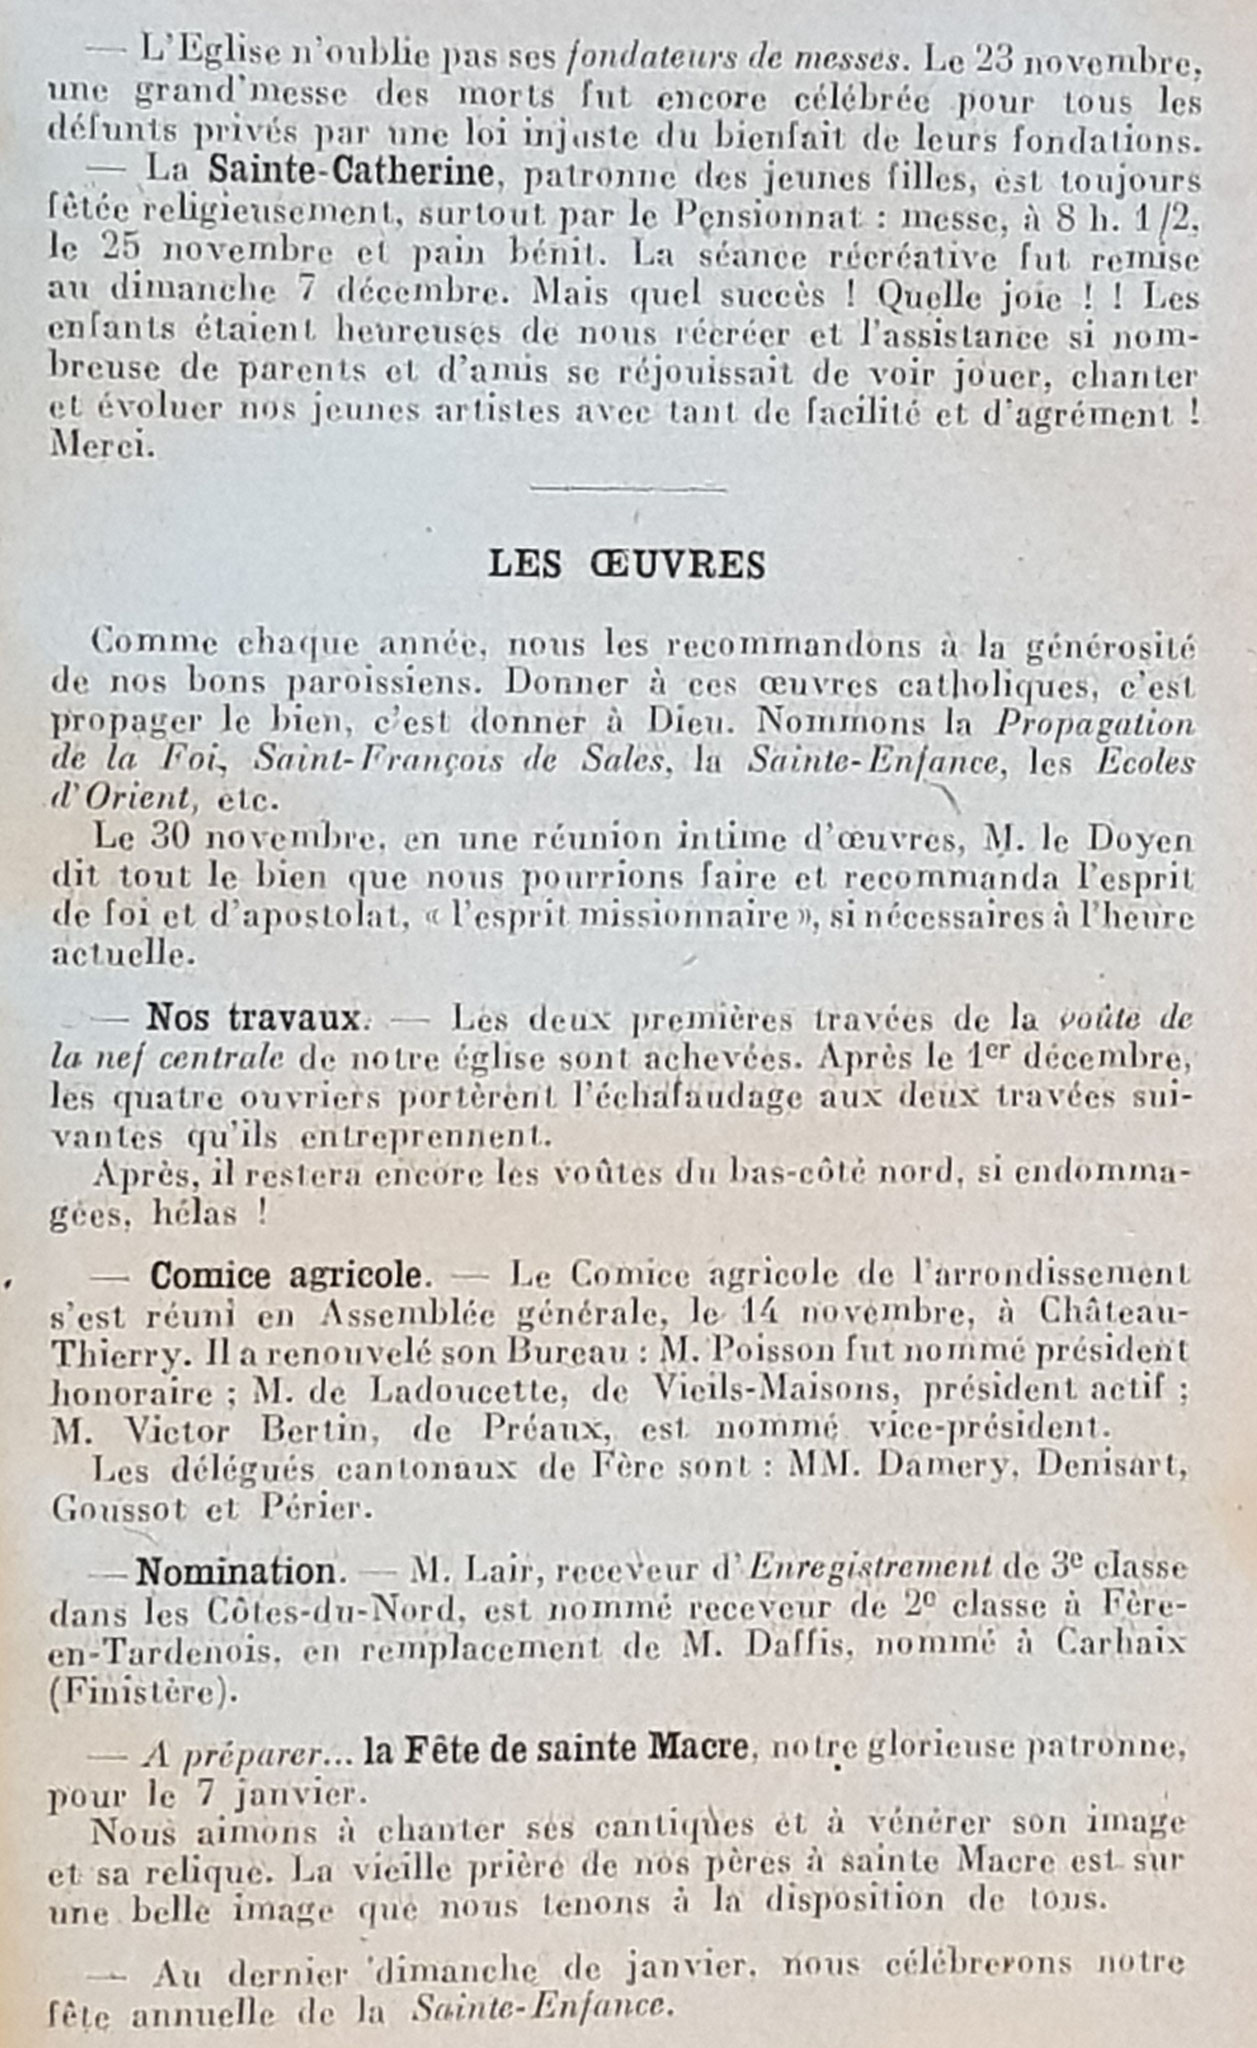 — L'Eglise n'oublie pas ses fondateurs de messes. Le 23 novembre,
une grand'messe des morts fut encore célébrée pour tous les
défunts privés par une loi injuste du bienfait de leurs fondations.
— La Sainte-Catherine, patronne des jeunes filles, est toujours
fêtée religieusement, surtout par le Pensionnat : messe, à 8 h. 1/2,
le 25 novembre et pain bénit. La séance récréative fut remise
au dimanche 7 décembre. Mais quel succès ! Quelle joie ! ! Les
enfants étaient heureuses de nous récréer et l'assistance si nom-
breuse de parents et d'amis se réjouissait de voir jouer, chanter
et évoluer nos jeunes artistes avec tant de facilité et d'agrément !
Merci.
LES ŒUVRES
Comme chaque année, nous les recommandons à la générosité
de nos bons paroissiens. Donner à ces œuvres catholiques, c'est
propager le bien, c'est donner à Dieu. Nommons la Propagation
de la Foi, Saint-François de Sales, la Sainte-Enfance, les Ecoles
d'Orient, etc.
Le 30 novembre, en une réunion intime d'œuvres, M. le Doyen
dit tout le bien que nous pourrions faire et recommanda l'esprit
de foi et d'apostolat, « l'esprit missionnaire », si nécessaires à l'heure
actuelle.
— Nos travaux. — Les deux premières travées de la voûte de
la nef centrale de notre église sont achevées. Après le 1er décembre,
les quatre ouvriers portèrent l'échafaudage aux deux travées sui-
vantes qu'ils entreprennent.
Après, il restera encore les voûtes du bas-côté nord, si endomma-
gées, hélas !
— Comice agricole. — Le Comice agricole de l'arrondissement
s'est réuni en Assemblée générale, le 14 novembre, à Château-
Thierry. Il a renouvelé son Bureau : M. Poisson fut nommé président
honoraire ; M. de Ladoucette, de Vieils-Maisons, président actif ;
M. Victor Bertin, de Préaux, est nommé vice-président.
Les délégués cantonaux de Fère sont : MM. Damery, Denisart,
Goussot et Périer.
— Nomination. — M. Lair, receveur d'Enregistrement de 3e classe
dans les Côtes-du-Nord, est nommé receveur de 2e classe à Fère-
en-Tardenois, en remplacement de M. Daffis, nommé à Carhaix
(Finistère).
— A préparer... la Fête de sainte Macre, notre glorieuse patronne,
pour le 7 janvier.
Nous aimons à chanter ses cantiques et à vénérer son image
et sa relique. La vieille prière de nos pères à sainte Macre est sur
une belle image que nous tenons à la disposition de tous.
— Au dernier dimanche de janvier, nous célébrerons notre
fête annuelle de la Sainte-Enfance.